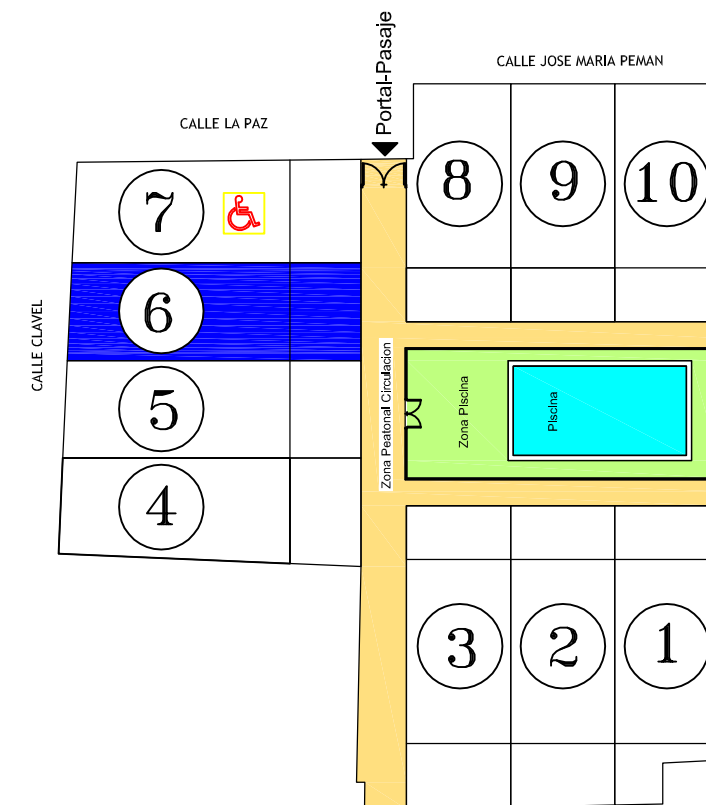 Portal-Pasaje
CALLE JOSE MARIA PEMAN
CALLE LA PAZ
7
8
9
10
6
CALLE CLAVEL
5
Zona Peatonal Circulacion
Zona Piscina
Piscina
4
3
2
1